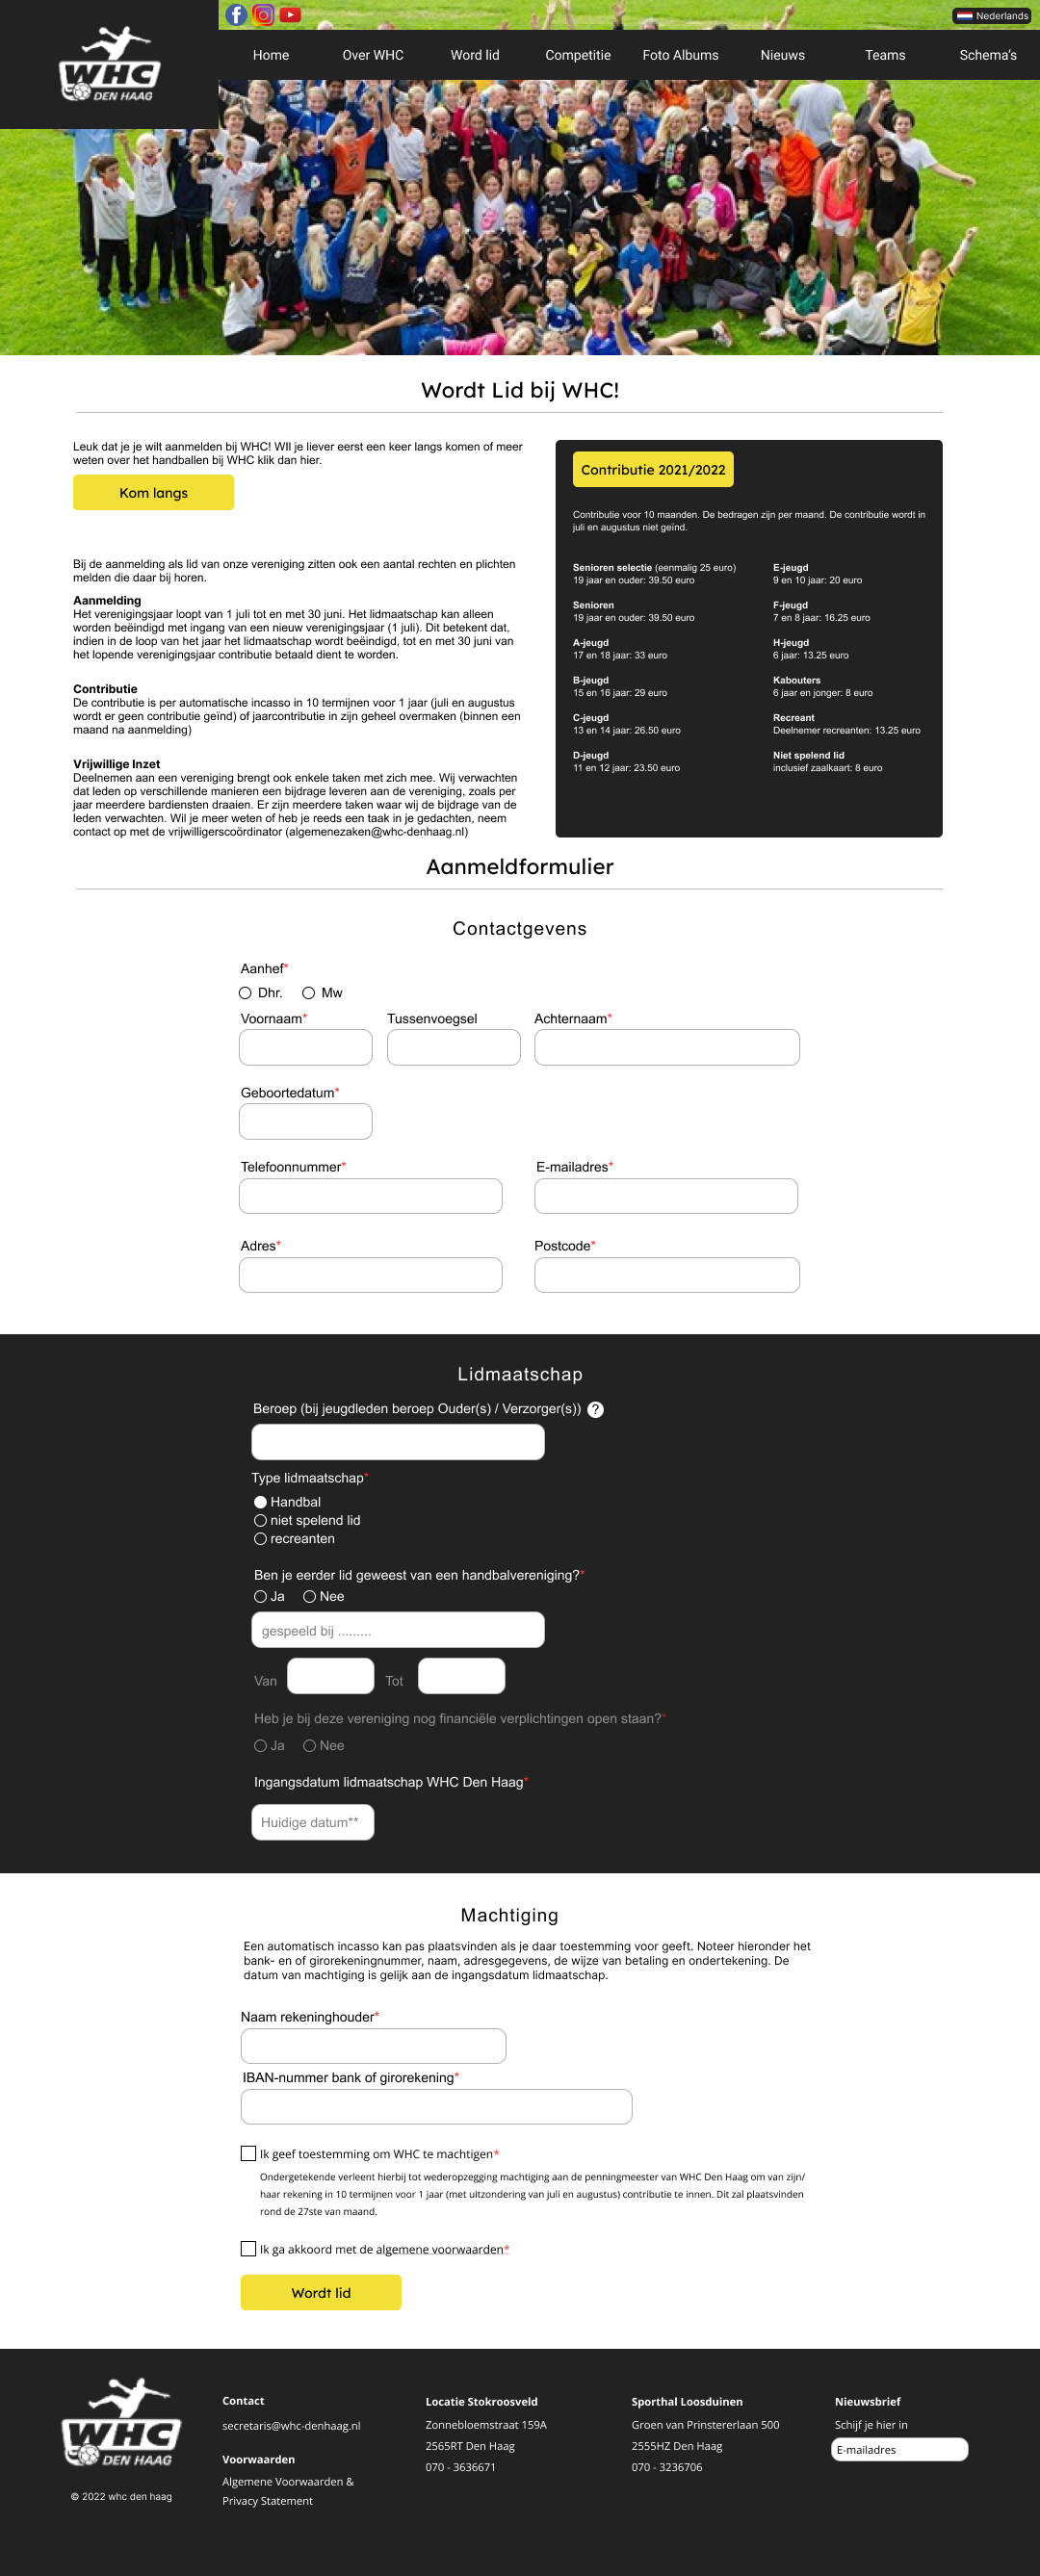 WHC
DEN HAAG
Nederlands
Home Over WHC Word lid Competitie Foto Albums Nieuws Teams Schema's
Wordt Lid bij WHC!
Leuk dat je je wilt aanmelden bij WHC! WIl je liever eerst een keer langs komen of meer
weten over het handballen bij WHC klik dan hier.
Kom langs
Bij de aanmelding als lid van onze vereniging zitten ook een aantal rechten en plichten
melden die daar bij horen.
Aanmelding
Het verenigingsjaar loopt van 1 juli tot en met 30 juni. Het lidmaatschap kan alleen
worden beëindigd met ingang van een nieuw verenigingsjaar (1 juli). Dit betekent dat,
indien in de loop van het jaar het lidmaatschap wordt beëindigd, tot en met 30 juni van
het lopende verenigingsjaar contributie betaald dient te worden.
Contributie
De contributie is per automatische incasso in 10 termijnen voor 1 jaar (juli en augustus
wordt er geen contributie geïnd) of jaarcontributie in zijn geheel overmaken (binnen een
maand na aanmelding)
Vrijwillige Inzet
Deelnemen aan een vereniging brengt ook enkele taken met zich mee. Wij verwachten
dat leden op verschillende manieren een bijdrage leveren aan de vereniging, zoals per
jaar meerdere bardiensten draaien. Er zijn meerdere taken waar wij de bijdrage van de
leden verwachten. Wil je meer weten of heb je reeds een taak in je gedachten, neem
contact op met de vrijwilligerscoördinator (algemenezaken@whc-denhaag.nl)
Contributie 2021/2022
Contributie voor 10 maanden. De bedragen zijn per maand. De contributie wordt in
juli en augustus niet geïnd.
Senioren selectie (eenmalig 25 euro)
19 jaar en ouder: 39.50 euro
Senioren
19 jaar en ouder: 39.50 euro
A-jeugd
17 en 18 jaar: 33 euro
B-jeugd
15 en 16 jaar: 29 euro
C-jeugd
13 en 14 jaar: 26.50 euro
D-jeugd
11 en 12 jaar: 23.50 euro
E-jeugd
9 en 10 jaar: 20 euro
F-jeugd
7 en 8 jaar: 16.25 euro
H-jeugd
6 jaar: 13.25 euro
Kabouters
6 jaar en jonger: 8 euro
Recreant
Deelnemer recreanten: 13.25 euro
Niet spelend lid
inclusief zaalkaart: 8 euro
Aanmeldformulier
Contactgevens
Aanhef*
Dhr. Mw
Voornaam* Tussenvoegsel Achternaam*
Geboortedatum*
Telefoonnummer* E-mailadres*
Adres* Postcode*
Lidmaatschap
Beroep (bij jeugdleden beroep Ouder(s) / Verzorger(s)) ?
Type lidmaatschap*
Handbal
niet spelend lid
recreanten
Ben je eerder lid geweest van een handbalvereniging?*
Ja Nee
gespeeld bij .........
Van Tot
Heb je bij deze vereniging nog financiële verplichtingen open staan?*
Ja Nee
Ingangsdatum lidmaatschap WHC Den Haag*
Huidige datum**
Machtiging
Een automatisch incasso kan pas plaatsvinden als je daar toestemming voor geeft. Noteer hieronder het
bank- en of girorekeningnummer, naam, adresgegevens, de wijze van betaling en ondertekening. De
datum van machtiging is gelijk aan de ingangsdatum lidmaatschap.
Naam rekeninghouder*
IBAN-nummer bank of girorekening*
Ik geef toestemming om WHC te machtigen*
Ondergetekende verleent hierbij tot wederopzegging machtiging aan de penningmeester van WHC Den Haag om van zijn/
haar rekening in 10 termijnen voor 1 jaar (met uitzondering van juli en augustus) contributie te innen. Dit zal plaatsvinden
rond de 27ste van maand.
Ik ga akkoord met de algemene voorwaarden*
Wordt lid
WHC
DEN HAAG
© 2022 whc den haag
Contact
secretaris@whc-denhaag.nl
Voorwaarden
Algemene Voorwaarden &
Privacy Statement
Locatie Stokroosveld
Zonnebloemstraat 159A
2565RT Den Haag
070 - 3636671
Sporthal Loosduinen
Groen van Prinstererlaan 500
2555HZ Den Haag
070 - 3236706
Nieuwsbrief
Schijf je hier in
E-mailadres